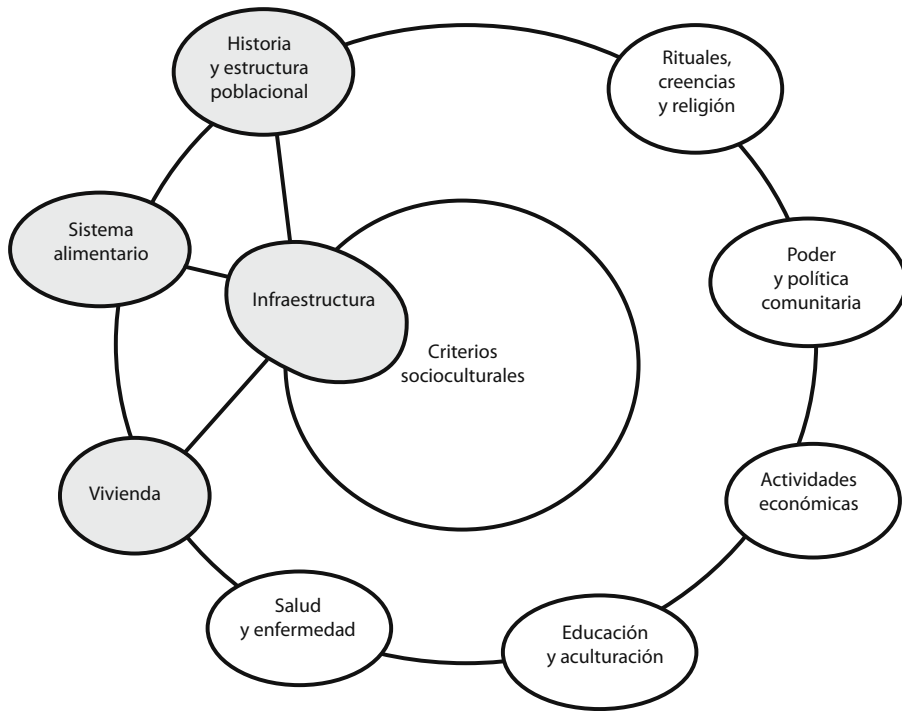 Historia
y estructura
poblacional
Rituales,
creencias
y religión
Sistema
alimentario
Poder
y política
comunitaria
Infraestructura
Criterios
socioculturales
Vivienda
Actividades
económicas
Salud
y enfermedad
Educación
y aculturación